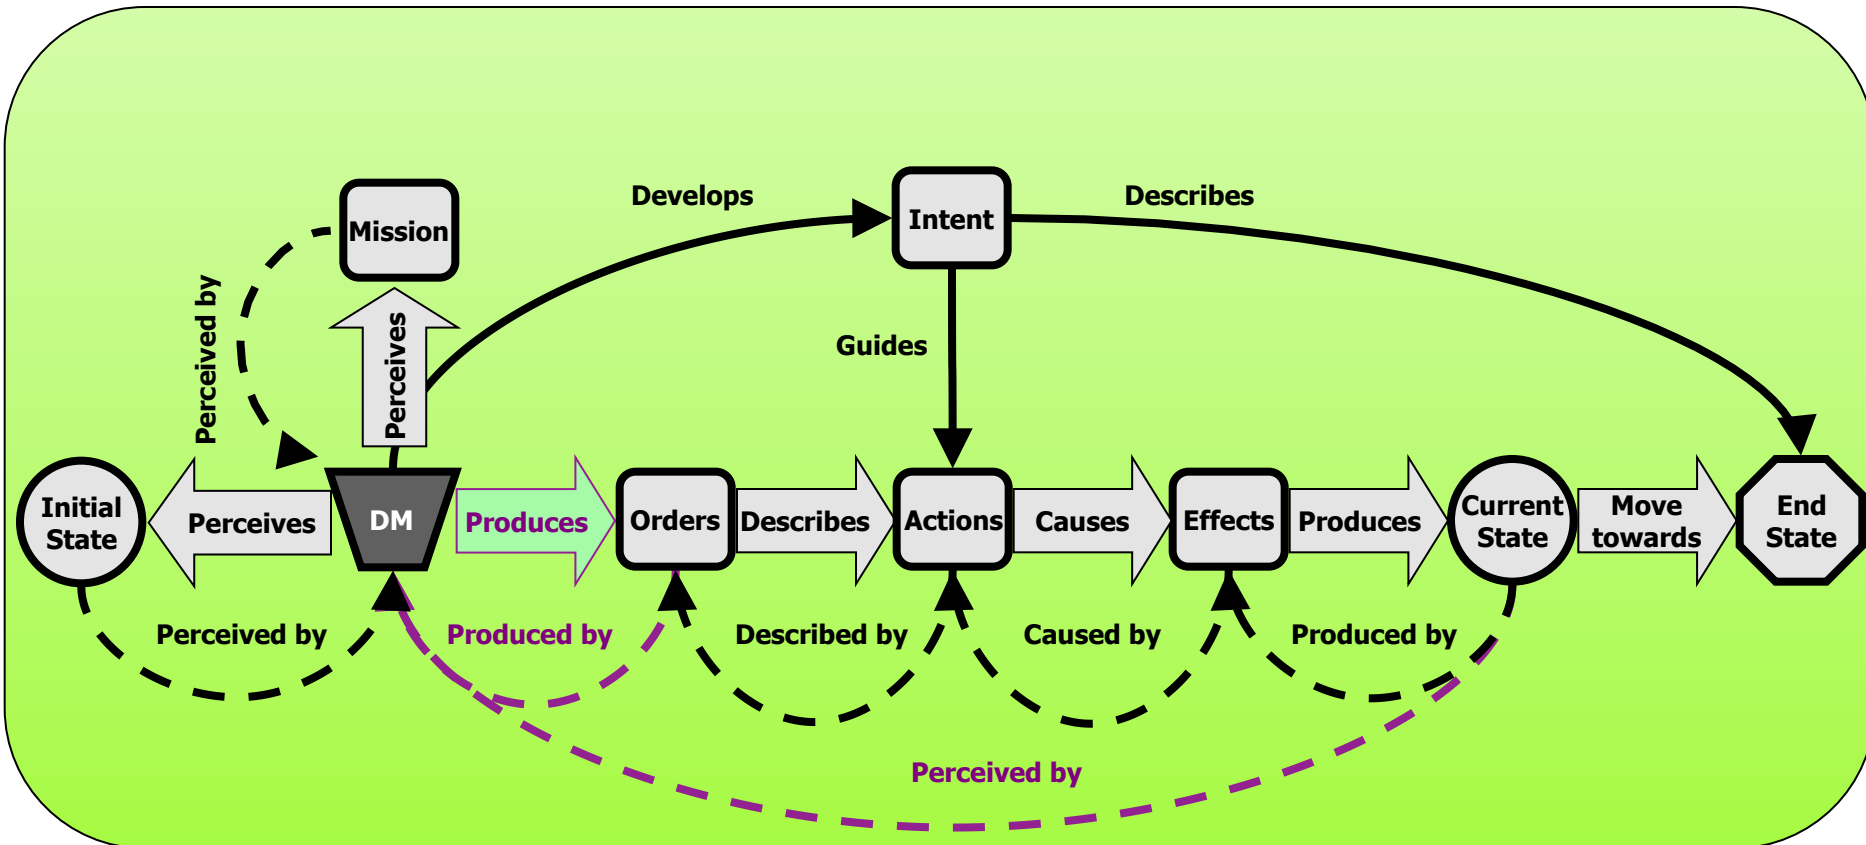 Develops
Describes
Intent
Mission
Perceived by
Perceives
Guides
Initial
State
Perceives
DM
Produces
Orders
Describes
Actions
Causes
Effects
Produces
Current
State
Move
towards
End
State
Perceived by
Produced by
Described by
Caused by
Produced by
Perceived by